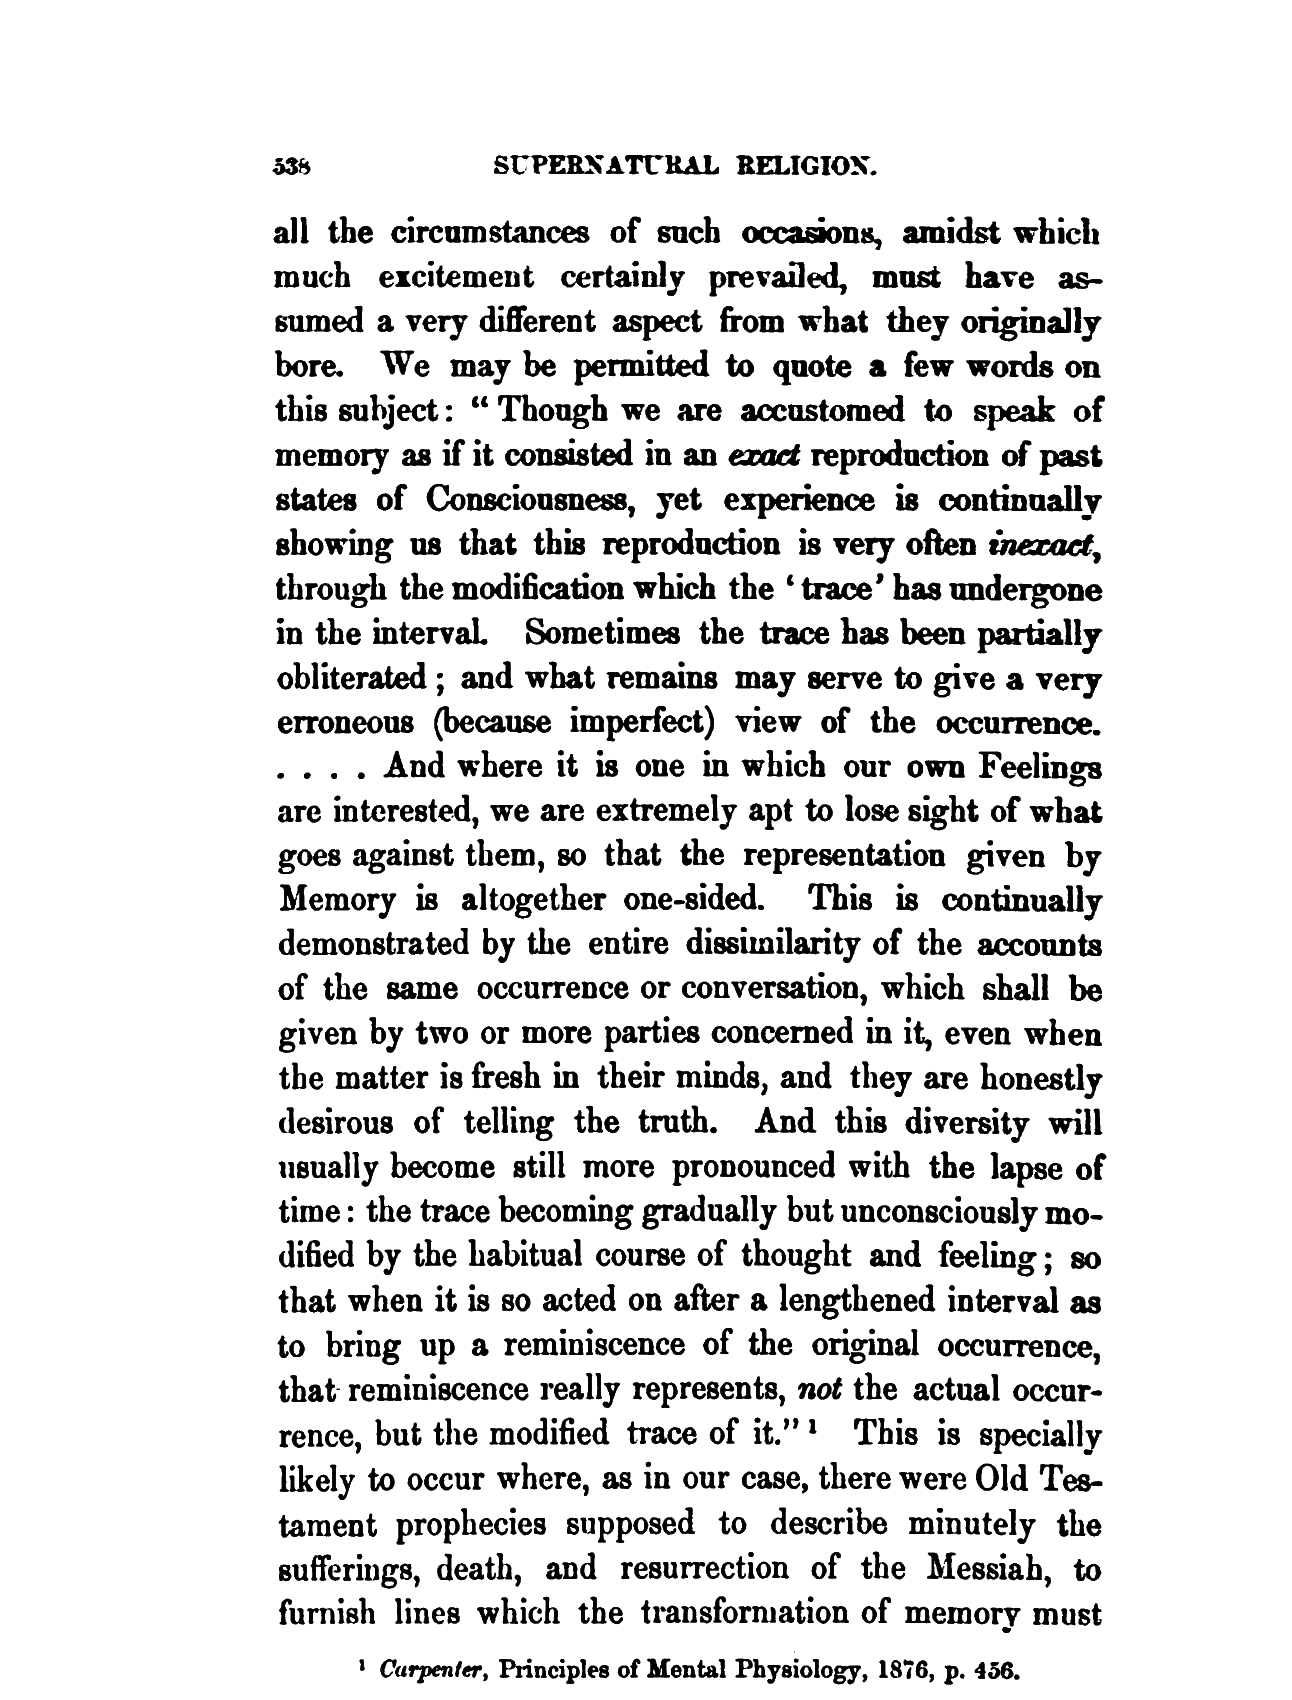 538 SUPERNATURAL RELIGION.
all the circumstances of such occasions, amidst which
much excitement certainly prevailed, must have as-
sumed a very different aspect from what they originally
bore. We may be permitted to quote a few words on
this subject: “Though we are accustomed to speak of
memory as if it consisted in an exact reproduction of past
states of Consciousness, yet experience is continually
showing us that this reproduction is very often inexact,
through the modification which the ‘trace’ has undergone
in the interval. Sometimes the trace has been partially
obliterated; and what remains may serve to give a very
erroneous (because imperfect) view of the occurrence.
. . . . And where it is one in which our own Feelings
are interested, we are extremely apt to lose sight of what
goes against them, so that the representation given by
Memory is altogether one-sided. This is continually
demonstrated by the entire dissimilarity of the accounts
of the same occurrence or conversation, which shall be
given by two or more parties concerned in it, even when
the matter is fresh in their minds, and they are honestly
desirous of telling the truth. And this diversity will
usually become still more pronounced with the lapse of
time: the trace becoming gradually but unconsciously mo-
dified by the habitual course of thought and feeling; so
that when it is so acted on after a lengthened interval as
to bring up a reminiscence of the original occurrence,
that reminiscence really represents, not the actual occur-
rence, but the modified trace of it.”¹ This is specially
likely to occur where, as in our case, there were Old Tes-
tament prophecies supposed to describe minutely the
sufferings, death, and resurrection of the Messiah, to
furnish lines which the transformation of memory must
¹ Carpenter, Principles of Mental Physiology, 1876, p. 456.